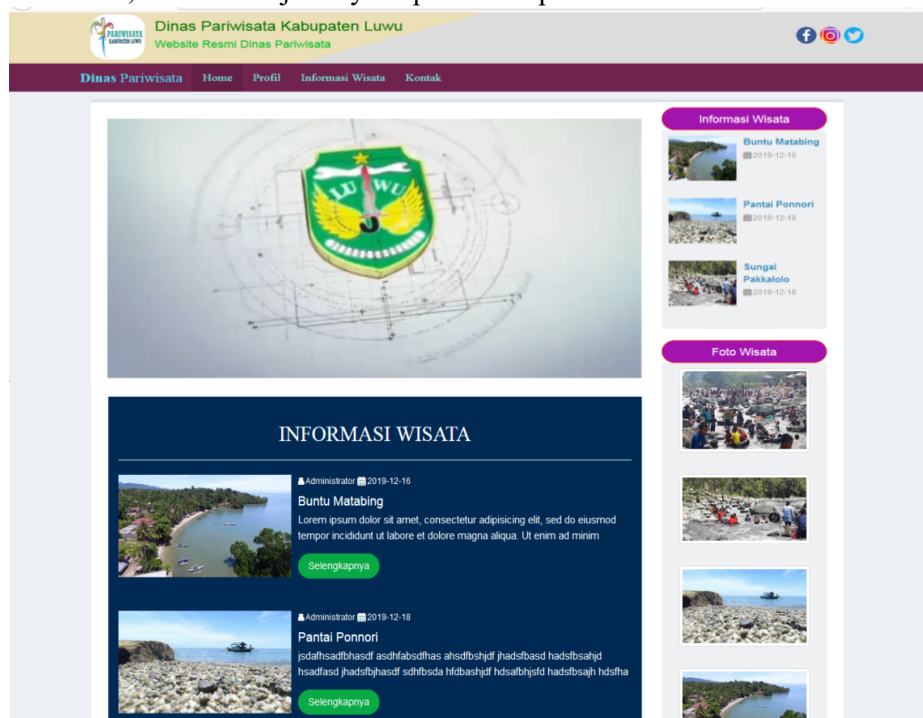 Dinas Pariwisata Kabupaten Luwu
Website Resmi Dinas Pariwisata
PARIWISATA
KABUPATEN LUWU
Dinas Pariwisata Home Profil Informasi Wisata Kontak
LUWU
Informasi Wisata
Buntu Matabing
2019-12-16
Pantai Ponnori
2019-12-18
Sungai
Pakkalolo
2019-12-18
Foto Wisata
INFORMASI WISATA
Administrator 2019-12-16
Buntu Matabing
Lorem ipsum dolor sit amet, consectetur adipisicing elit, sed do eiusmod
tempor incididunt ut labore et dolore magna aliqua. Ut enim ad minim
Selengkapnya
Administrator 2019-12-18
Pantai Ponnori
jsdafhsadfbhasdf asdhfabsdfhas ahsdfbshjdf jhadsfbasd hadsfbsahjd
hsadfasd jhadsfbjhasdf sdhfbsda hfdbashjdf hdsafbhjsfd hadsfbsajh hdsfha
Selengkapnya